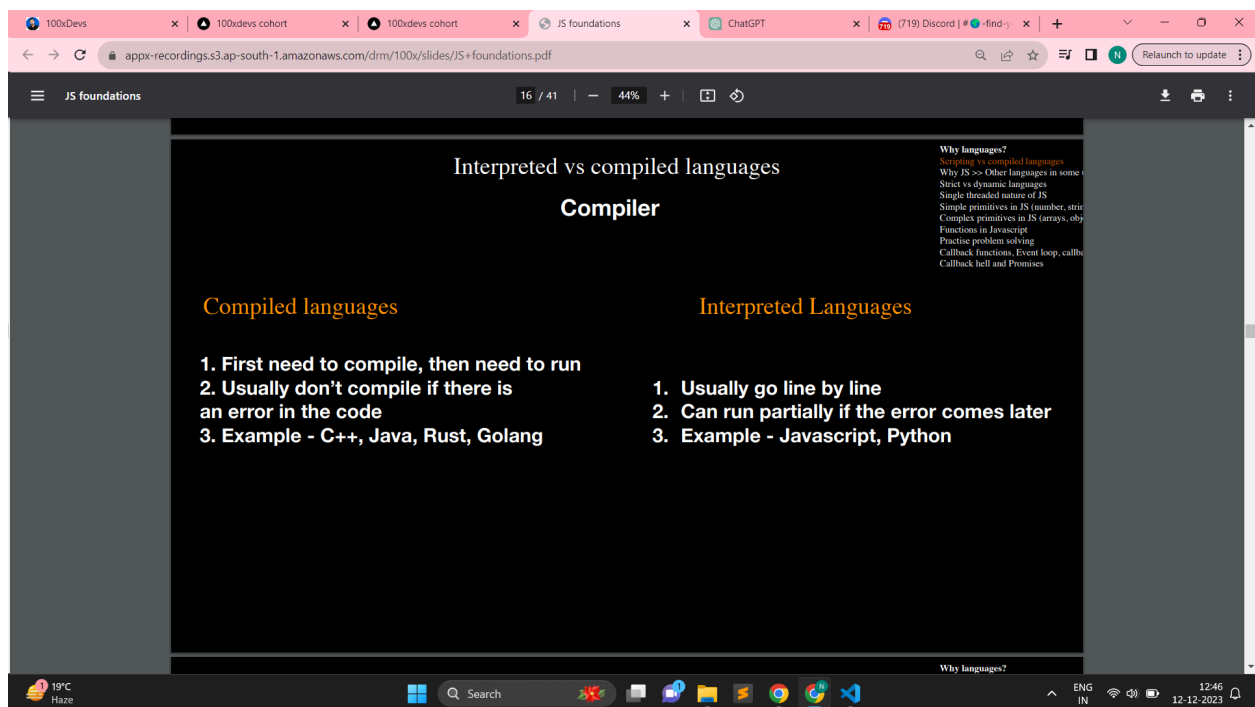 100xDevs
100xdevs cohort
100xdevs cohort
JS foundations
ChatGPT
(719) Discord | # -find-y
appx-recordings.s3.ap-south-1.amazonaws.com/drm/100x/slides/JS+foundations.pdf
N
Relaunch to update
JS foundations
16 / 41
44%
Interpreted vs compiled languages
Compiler
Why languages?
Scripting vs compiled languages
Why JS >> Other languages in some
Strict vs dynamic languages
Single threaded nature of JS
Simple primitives in JS (number, strin
Complex primitives in JS (arrays, obj
Functions in Javascript
Practise problem solving
Callback functions, Event loop, callba
Callback hell and Promises
Compiled languages
1. First need to compile, then need to run
2. Usually don't compile if there is
an error in the code
3. Example - C++, Java, Rust, Golang
Interpreted Languages
1. Usually go line by line
2. Can run partially if the error comes later
3. Example - Javascript, Python
Why languages?
1
19°C
Haze
Search
1
N
ENG
IN
12:46
12-12-2023